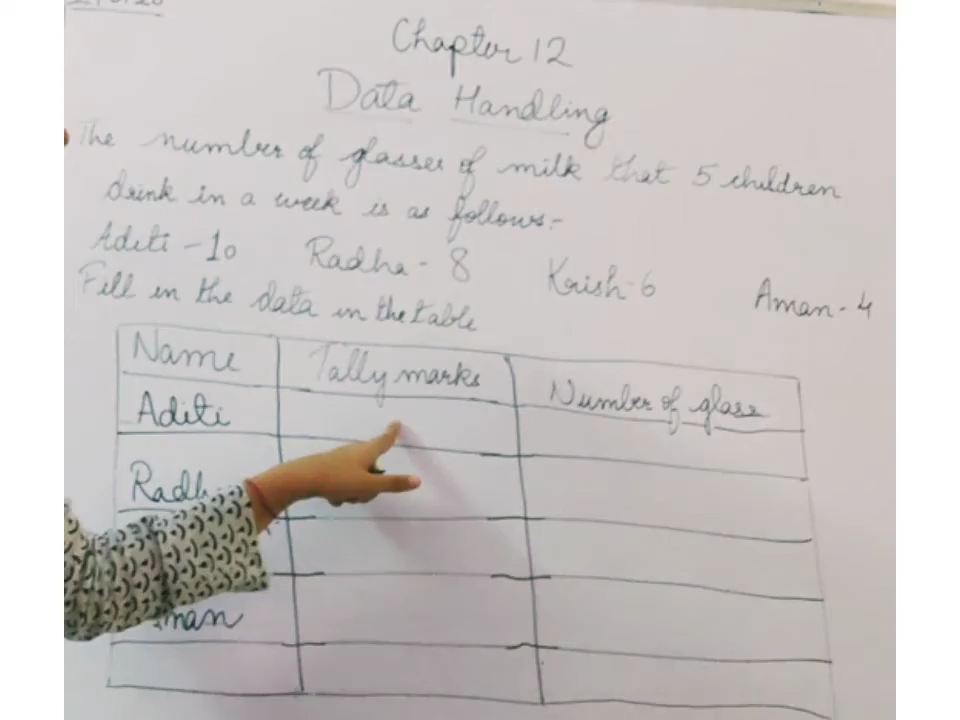 Chapter 12
Data Handling
The number of glasses of milk that 5 children
drink in a week is as follows:-
Aditi - 10 Radha - 8 Krish - 6 Aman - 4
Fill in the data in the table
Name Tally marks Number of glass
Aditi
Radh
man